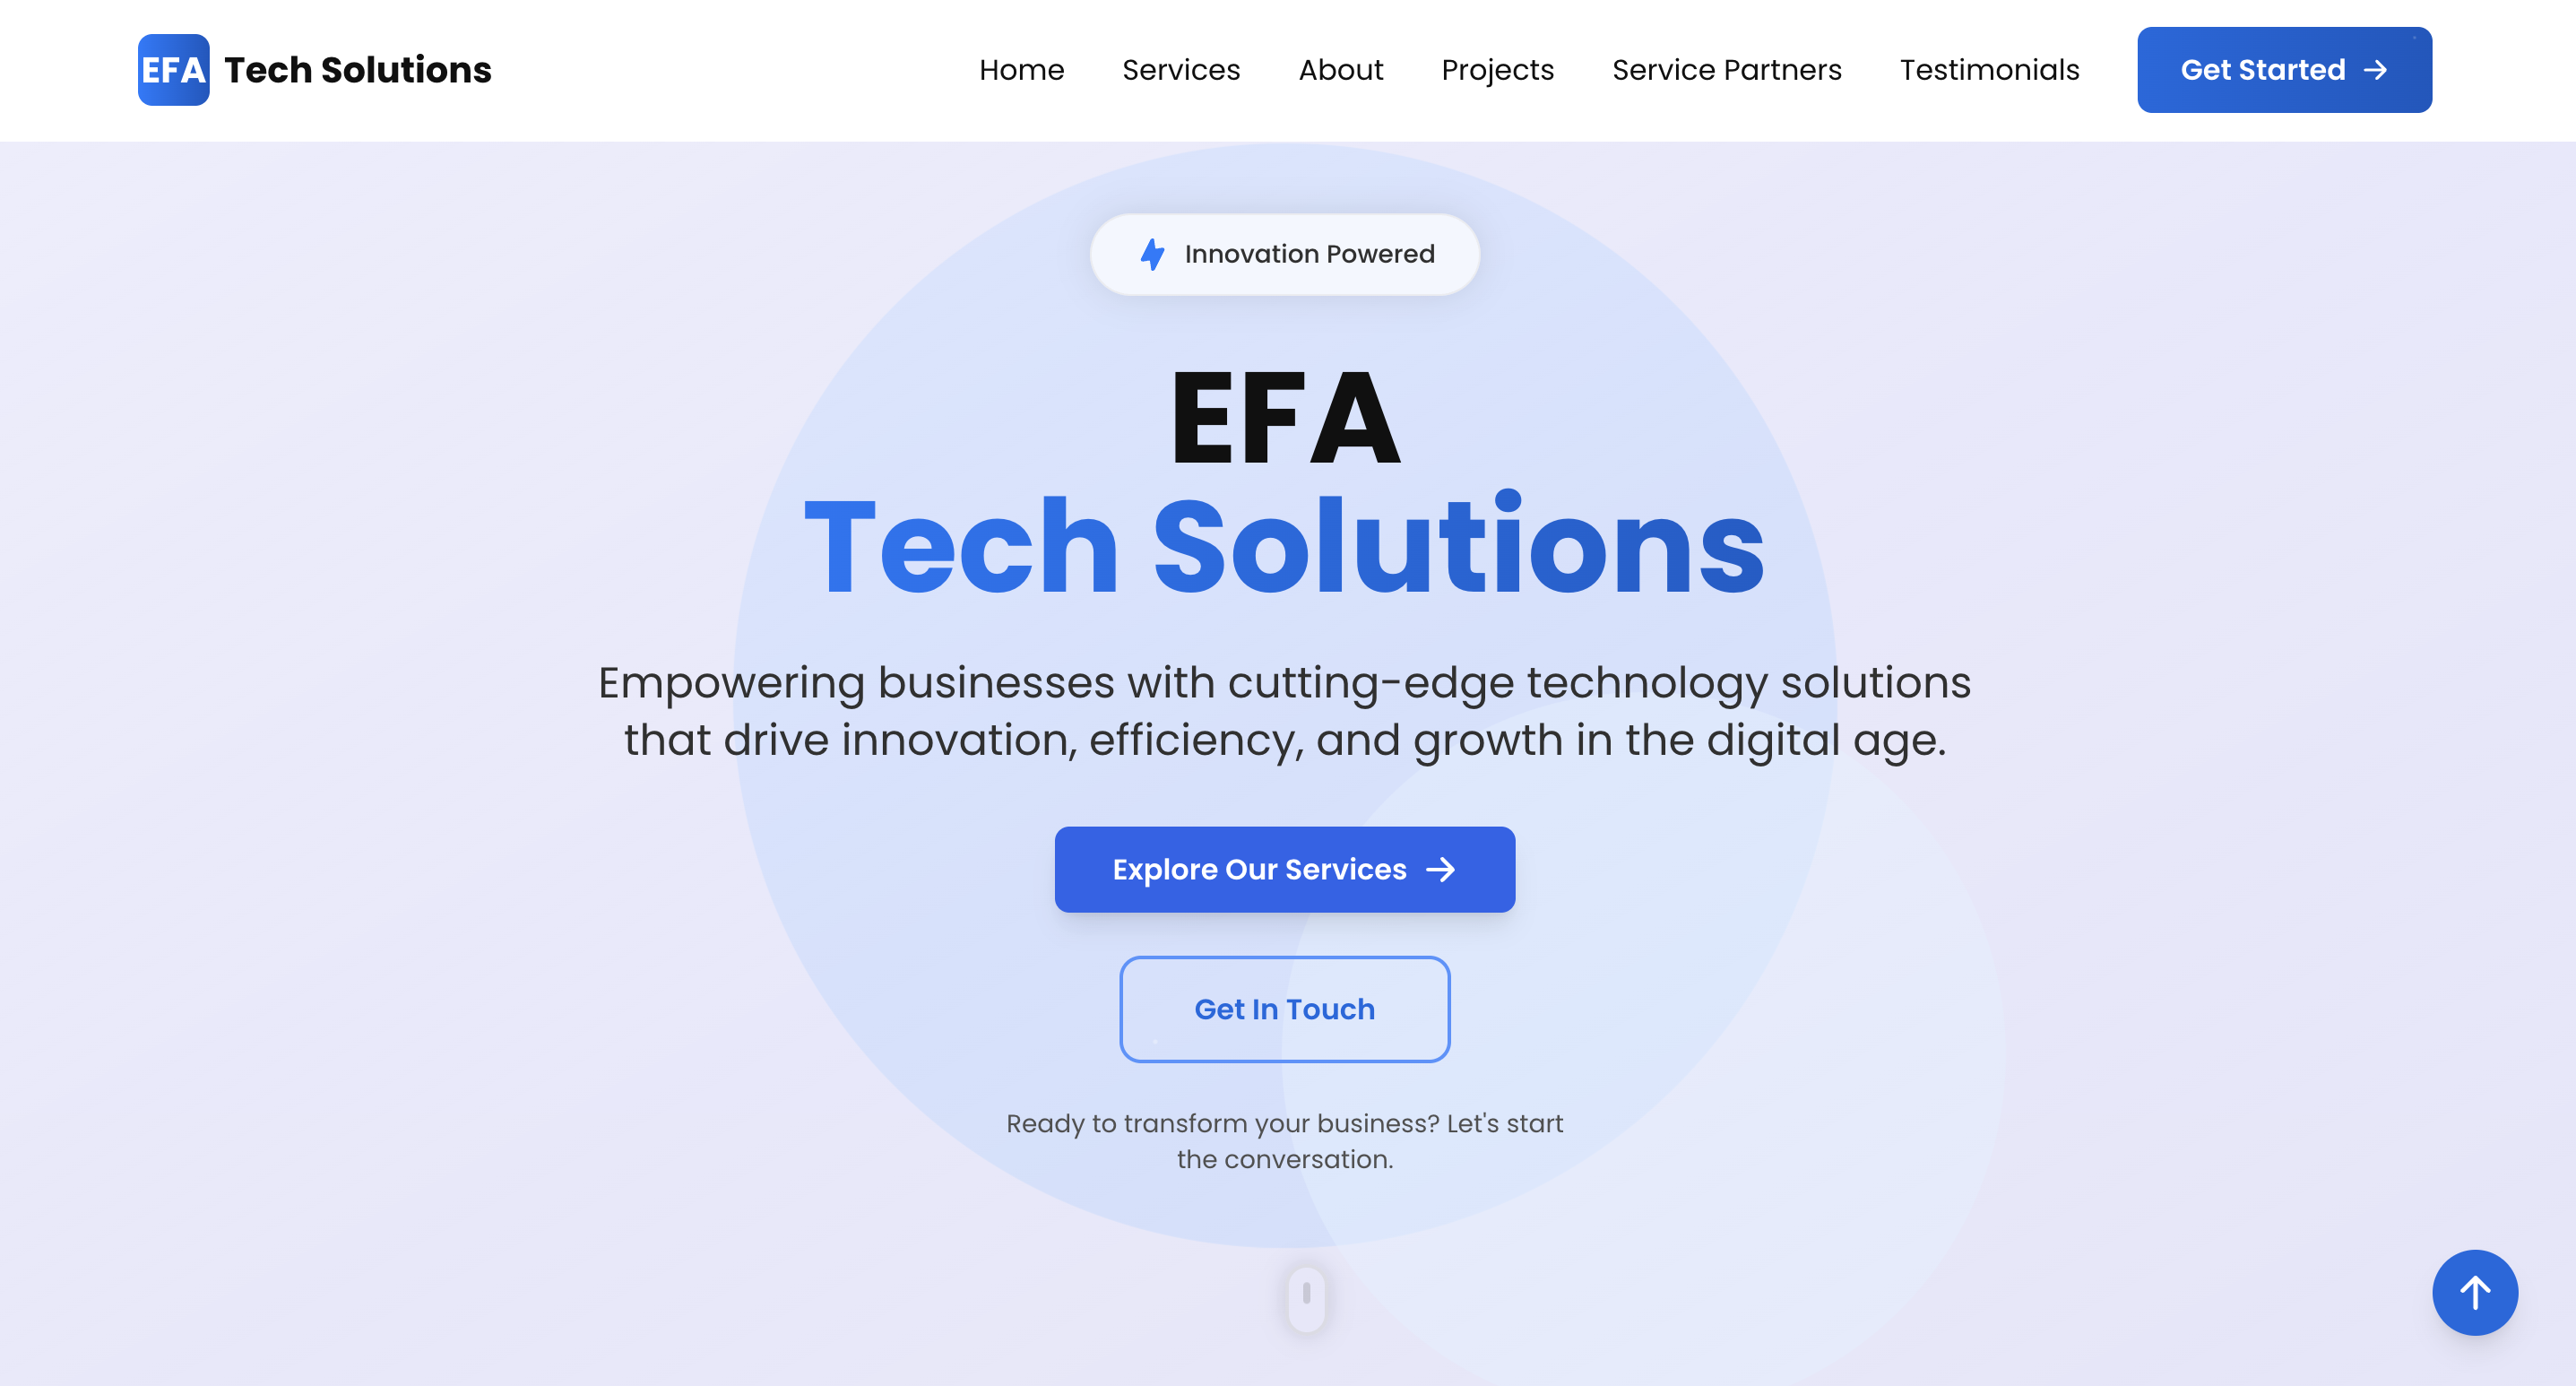 EFA Tech Solutions
Home Services About Projects Service Partners Testimonials Get Started
Innovation Powered
EFA
Tech Solutions
Empowering businesses with cutting-edge technology solutions
that drive innovation, efficiency, and growth in the digital age.
Explore Our Services
Get In Touch
Ready to transform your business? Let's start
the conversation.